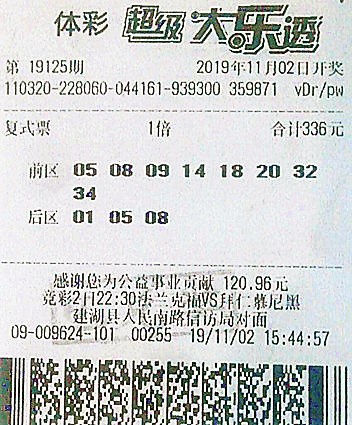 体彩 超级大乐透
第 19125期 2019年11月02日开奖
110320-228060-044161-939300 359871 vDr/pw
复式票 1倍 合计336元
前区 05 08 09 14 18 20 32
34
后区 01 05 08
感谢您为公益事业贡献 120.96元
竞彩2日22:30法兰克福VS拜仁慕尼黑
建湖县人民南路信访局对面
09-009624-101 00255 19/11/02 15:44:57